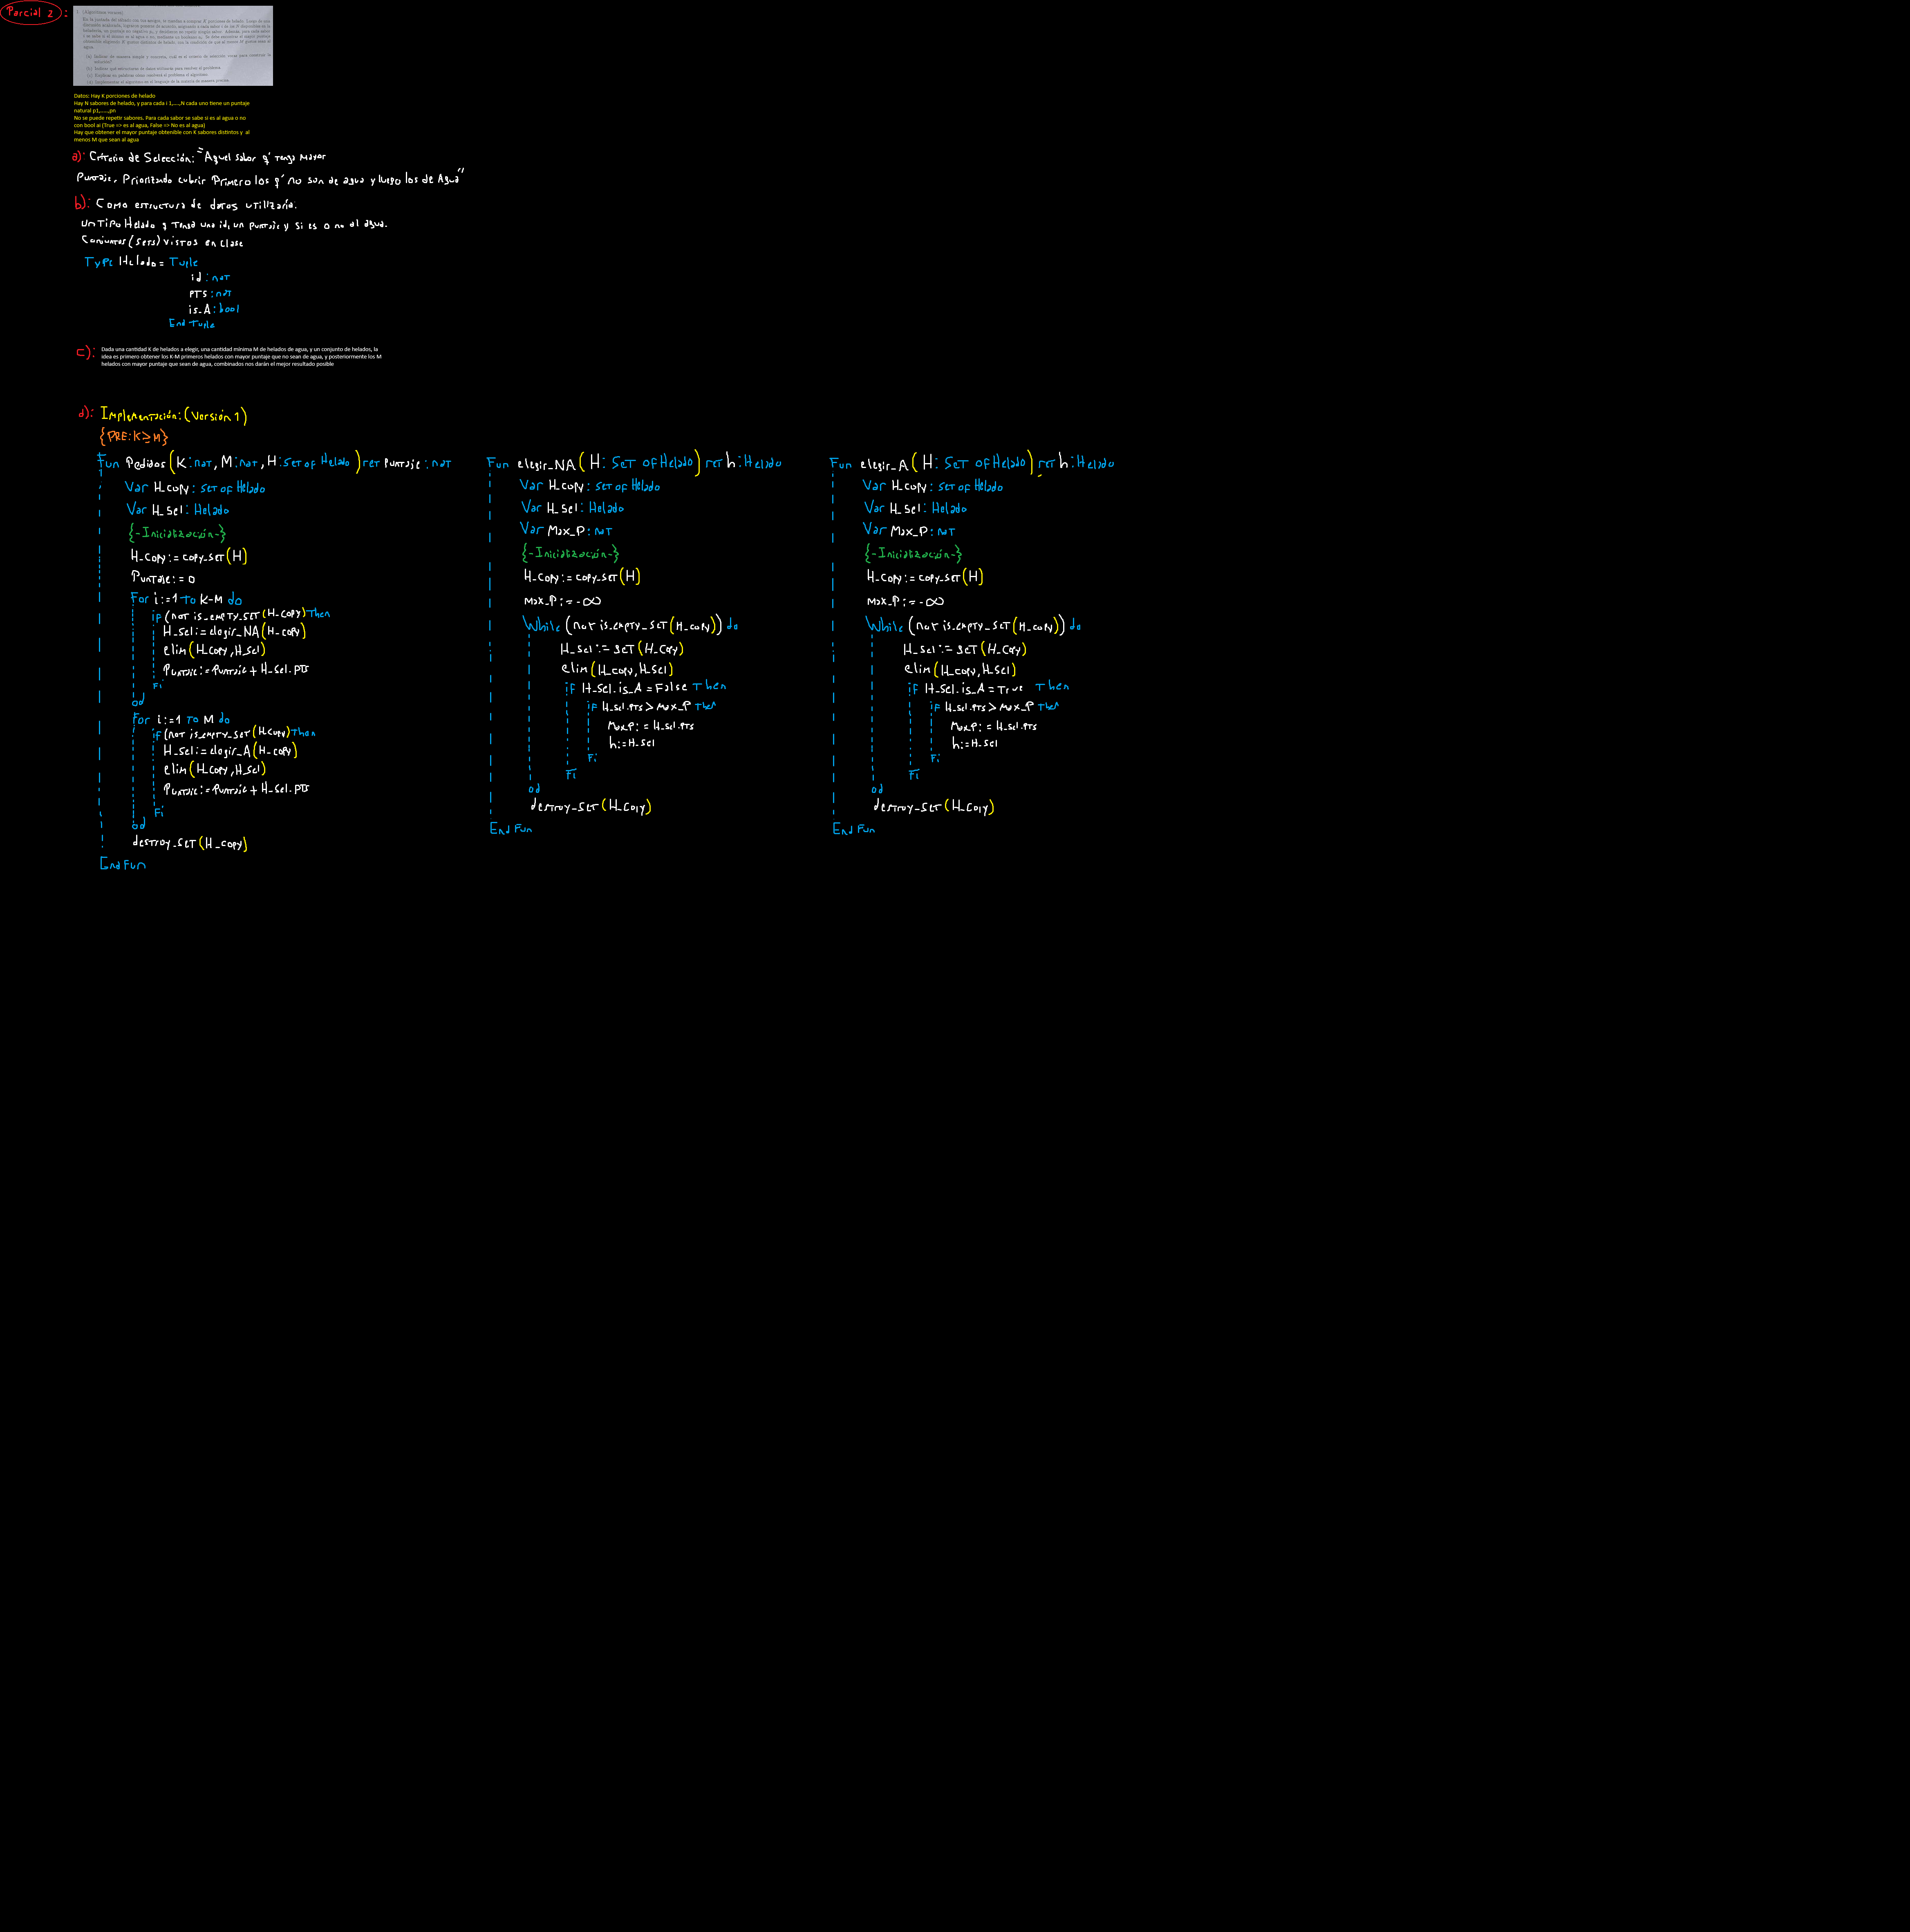 Parcial 2 :
Datos: Hay K porciones de helado
Hay N sabores de helado, y para cada i 1,....,N cada uno tiene un puntaje
natural p1,.....,pn
No se puede repetir sabores. Para cada sabor se sabe si es al agua o no
con bool ai (True => es al agua, False => No es al agua)
Hay que obtener el mayor puntaje obtenible con K sabores distintos y al
menos M que sean al agua
a): Criterio de Selección: "Aquel sabor q' tenga mayor
Puntaje, Priorizando cubrir Primero los q' no son de agua y luego los de Agua"
b): Como estructura de datos utilizaría.
un Tipo Helado q tenga una id, un puntaje y si es o no al agua.
Conjuntos (sets) vistos en clase
Type Helado = Tuple
id : nat
PTS : nat
is_A : bool
End Tuple
c): Dada una cantidad K de helados a elegir, una cantidad mínima M de helados de agua, y un conjunto de helados, la
idea es primero obtener los K-M primeros helados con mayor puntaje que no sean de agua, y posteriormente los M
helados con mayor puntaje que sean de agua, combinados nos darán el mejor resultado posible
d): Implementación: (Versión 1)
{PRE: K ≥ M}
Fun Pedidos (K: nat, M: nat, H: set of Helado) ret Puntaje : nat
Var H_copy : set of Helado
Var H_sel : Helado
{-Inicialización-}
H_copy := copy_set (H)
Puntaje := 0
For i := 1 to K-M do
if (not is_empty_set (H_copy) Then
H_sel := elegir_NA (H_copy)
elim (H_copy, H_sel)
Puntaje := Puntaje + H_sel.pts
Fi
od
For i := 1 to M do
if (not is_empty_set (H_copy) Then
H_sel := elegir_A (H_copy)
elim (H_copy, H_sel)
Puntaje := Puntaje + H_sel.pts
Fi
od
destroy_set (H_copy)
End Fun
Fun elegir_NA (H: Set of Helado) ret h : Helado
Var H_copy : set of Helado
Var H_sel : Helado
Var Max_P : nat
{-Inicialización-}
H_copy := copy_set (H)
Max_P := -∞
While (not is_empty_set (H_copy)) do
H_sel := get (H_copy)
elim (H_copy, H_sel)
if H_sel.is_A = False Then
if H_sel.pts > Max_P Then
Max_P := H_sel.pts
h := H_sel
Fi
Fi
od
destroy_set (H_copy)
End Fun
Fun elegir_A (H: Set of Helado) ret h : Helado
Var H_copy : set of Helado
Var H_sel : Helado
Var Max_P : nat
{-Inicialización-}
H_copy := copy_set (H)
Max_P := -∞
While (not is_empty_set (H_copy)) do
H_sel := get (H_copy)
elim (H_copy, H_sel)
if H_sel.is_A = True Then
if H_sel.pts > Max_P Then
Max_P := H_sel.pts
h := H_sel
Fi
Fi
od
destroy_set (H_copy)
End Fun